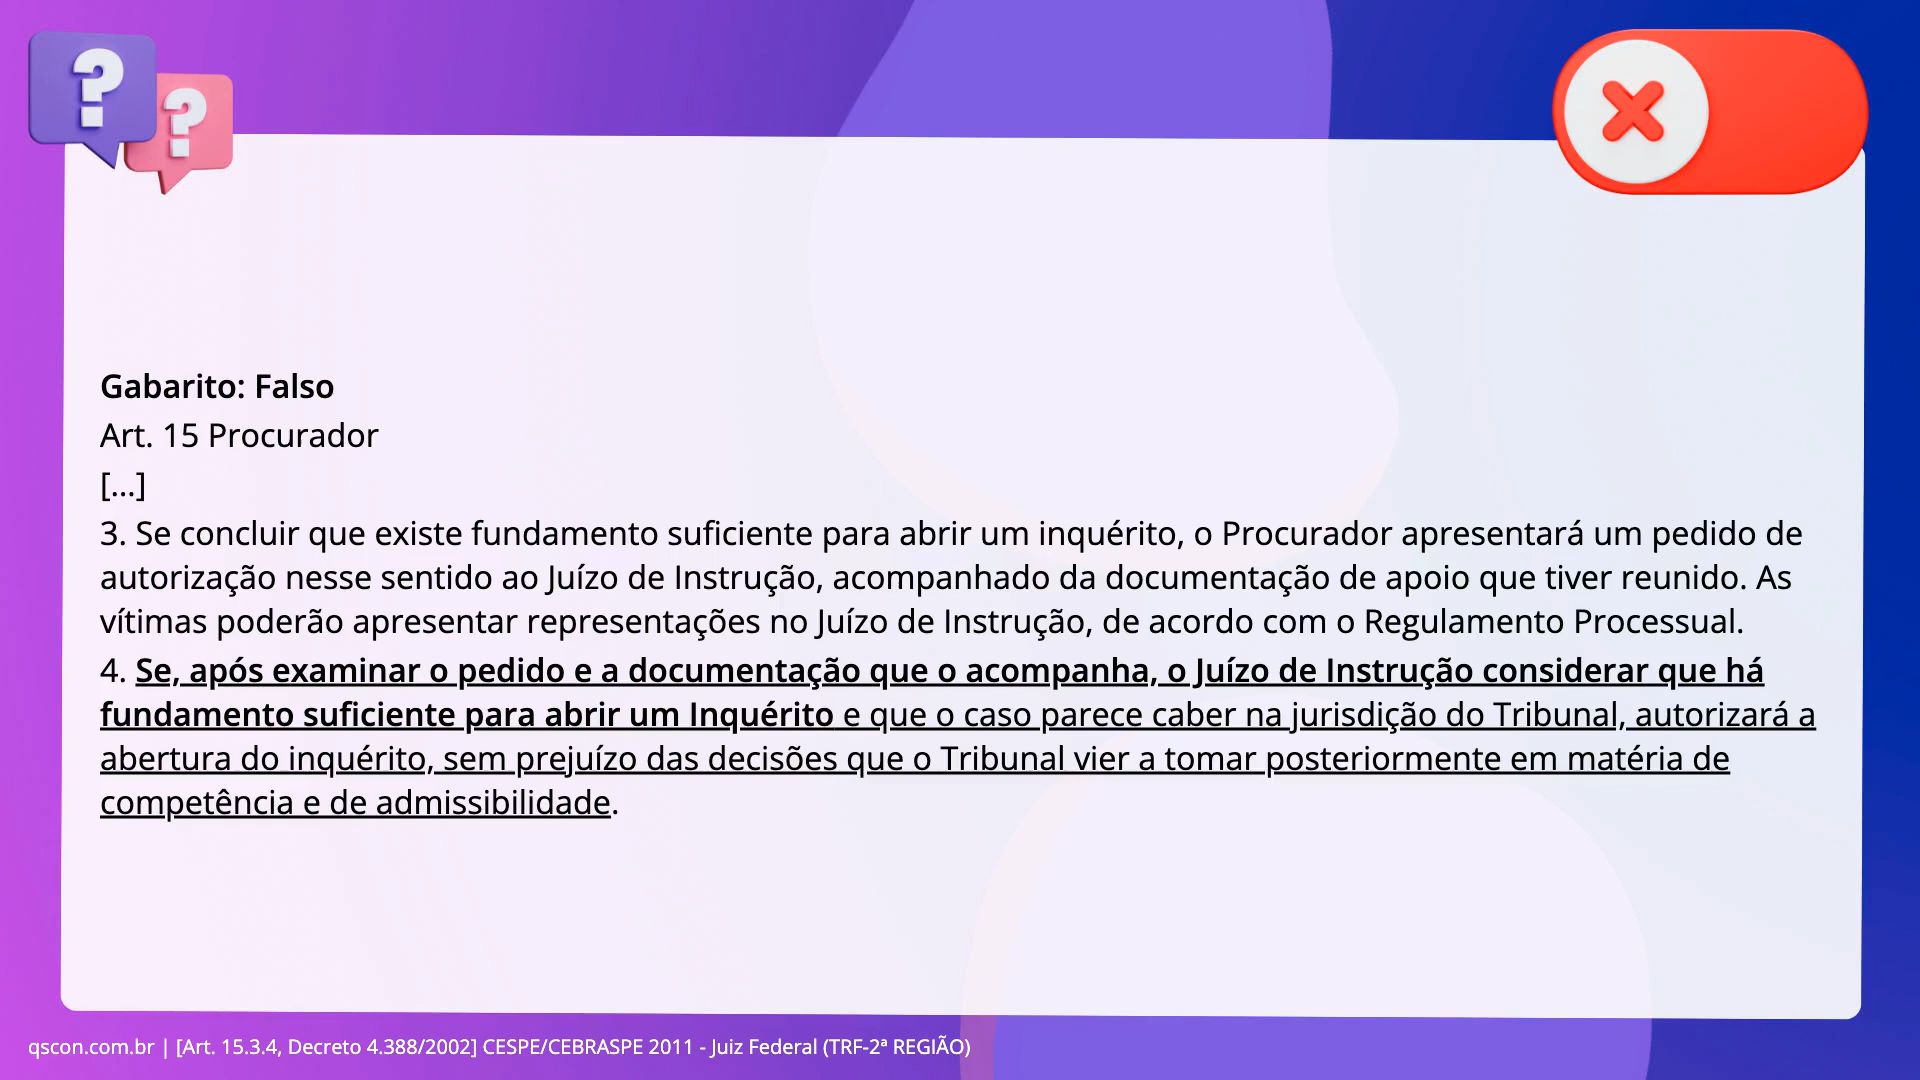 Gabarito: Falso
Art. 15 Procurador
[...]
3. Se concluir que existe fundamento suficiente para abrir um inquérito, o Procurador apresentará um pedido de
autorização nesse sentido ao Juízo de Instrução, acompanhado da documentação de apoio que tiver reunido. As
vítimas poderão apresentar representações no Juízo de Instrução, de acordo com o Regulamento Processual.
4. Se, após examinar o pedido e a documentação que o acompanha, o Juízo de Instrução considerar que há
fundamento suficiente para abrir um Inquérito e que o caso parece caber na jurisdição do Tribunal, autorizará a
abertura do inquérito, sem prejuízo das decisões que o Tribunal vier a tomar posteriormente em matéria de
competência e de admissibilidade.
qscon.com.br | [Art. 15.3.4, Decreto 4.388/2002] CESPE/CEBRASPE 2011 - Juiz Federal (TRF-2ª REGIÃO)